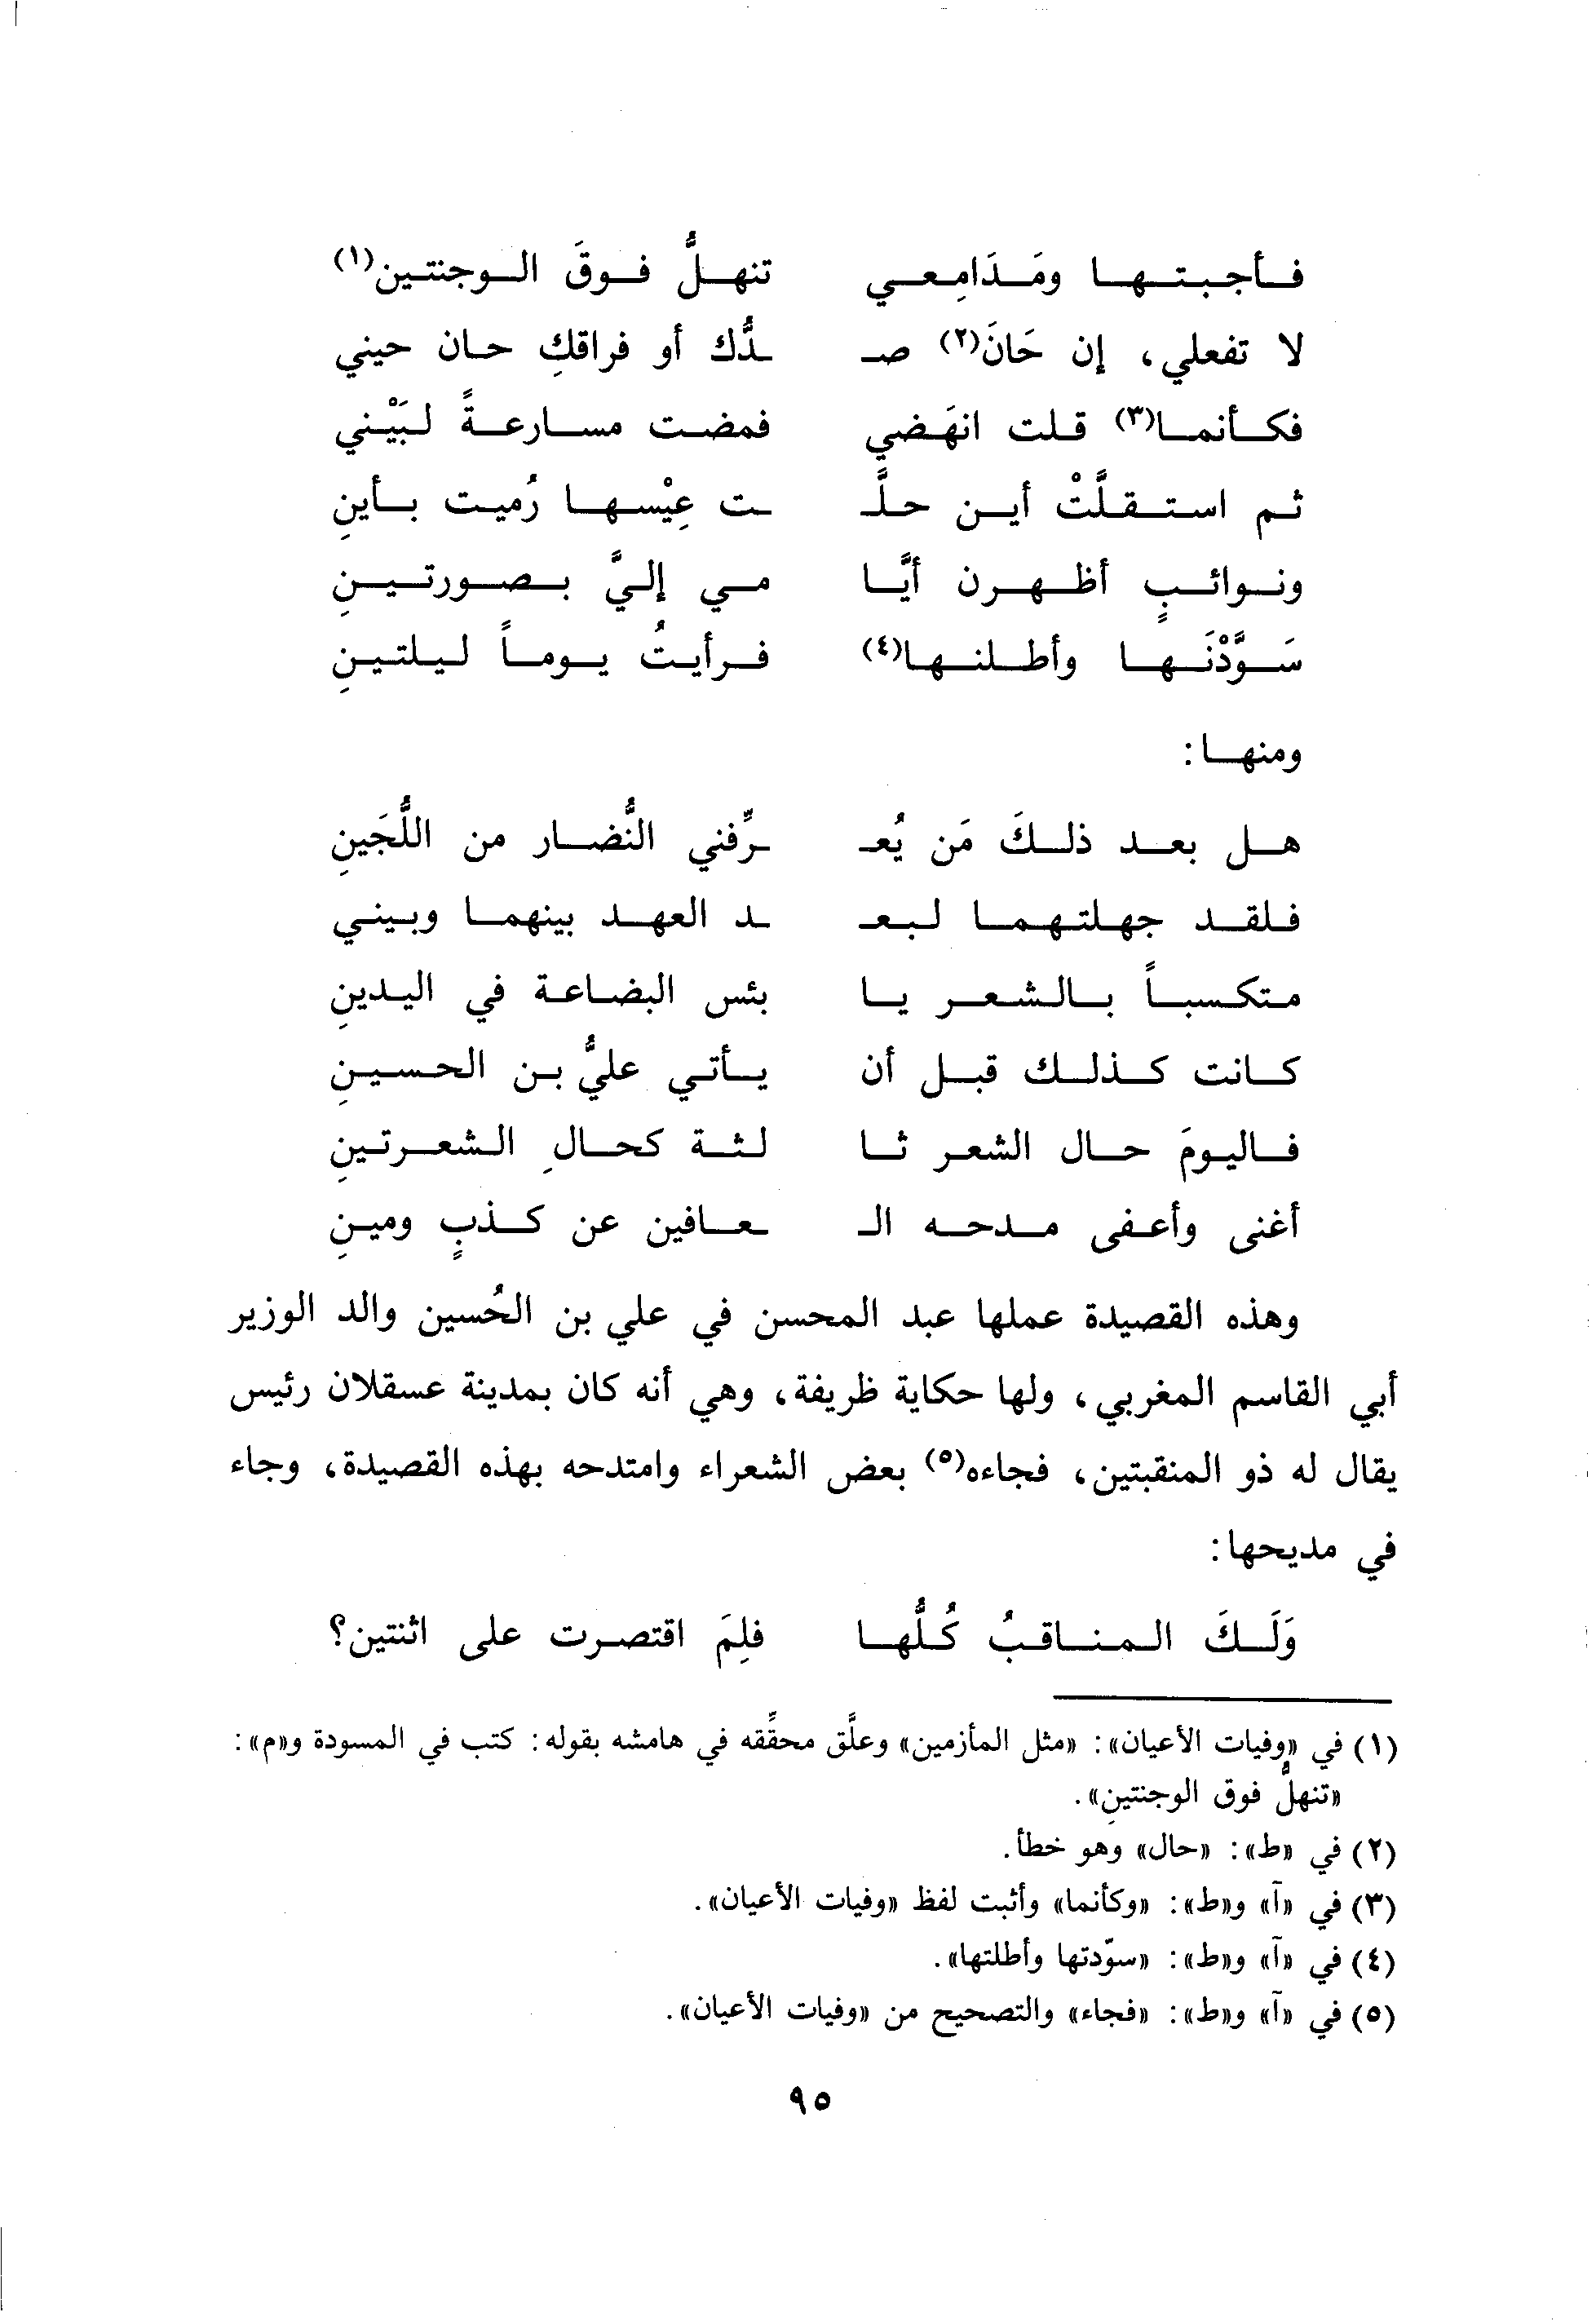 فأجبتها ومَدَامِعي تنهلُّ فوقَ الوجنتين(١)
لا تفعلي، إن حَانَ(٢) صـ ـدُّك أو فراقكِ حان حيني
فكأنما(٣) قلت انهَضي فمضت مسارعةً لبَيْني
ثم استقلَّتْ أين حلَّـ ـت عِيْسها رُميت بأينِ
ونوائبٍ أظهرن أيَّا مي إليَّ بصورتينِ
سَوَّدْنَها وأطلنها(٤) فرأيتُ يوماً ليلتينِ
ومنها:
هل بعد ذلكَ مَن يُعـ ـرِّفني النُّضار من اللُّجَينِ
فلقد جهلتهما لبعـ ـد العهد بينهما وبيني
متكسباً بالشعر يا بئس البضاعة في اليدينِ
كانت كذلك قبل أن يأتي عليُّ بن الحسينِ
فاليومَ حال الشعر ثا لثة كحالِ الشعرتينِ
أغنى وأعفى مدحه الـ ـعافين عن كذبٍ ومينِ
وهذه القصيدة عملها عبد المحسن في علي بن الحُسين والد الوزير
أبي القاسم المغربي، ولها حكاية ظريفة، وهي أنه كان بمدينة عسقلان رئيس
يقال له ذو المنقبتين، فجاءه(٥) بعض الشعراء وامتدحه بهذه القصيدة، وجاء
في مديحها:
وَلَكَ المناقبُ كُلُّها فلِمَ اقتصرت على اثنتين؟
(١) في «وفيات الأعيان»: «مثل المأزمين» وعلَّق محقِّقه في هامشه بقوله: كتب في المسودة و«م»:
«تنهلُّ فوق الوجنتينِ».
(٢) في «ط»: «حال» وهو خطأ.
(٣) في «آ» و«ط»: «وكأنما» وأثبت لفظ «وفيات الأعيان».
(٤) في «آ» و«ط»: «سوّدتها وأطلتها».
(٥) في «آ» و«ط»: «فجاء» والتصحيح من «وفيات الأعيان».
٩٥